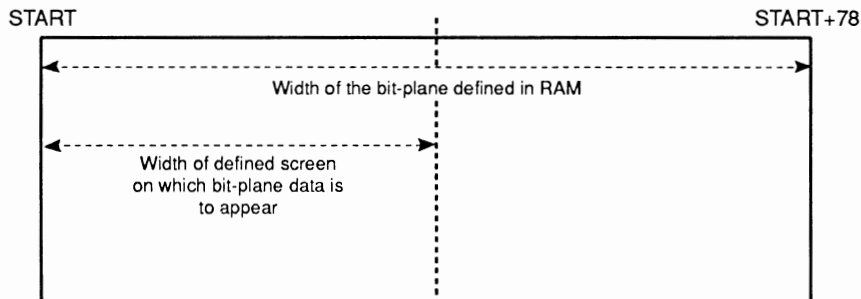 START START+78
Width of the bit-plane defined in RAM
Width of defined screen
on which bit-plane data is
to appear